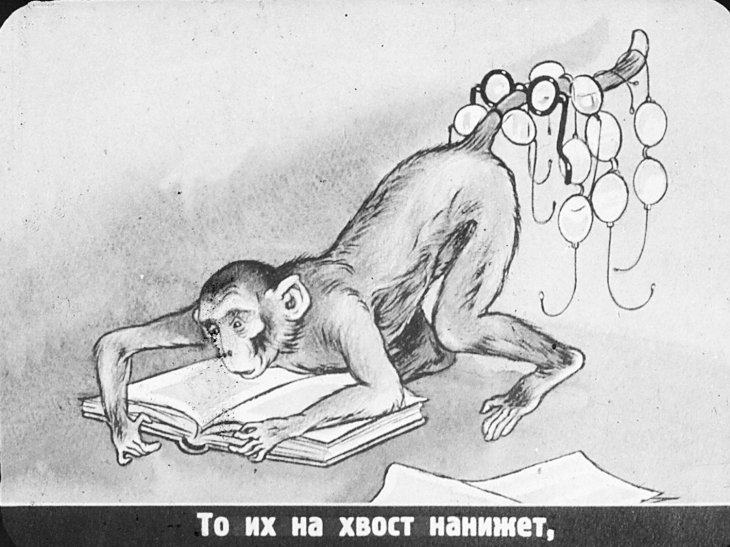 То их на хвост нанижет,